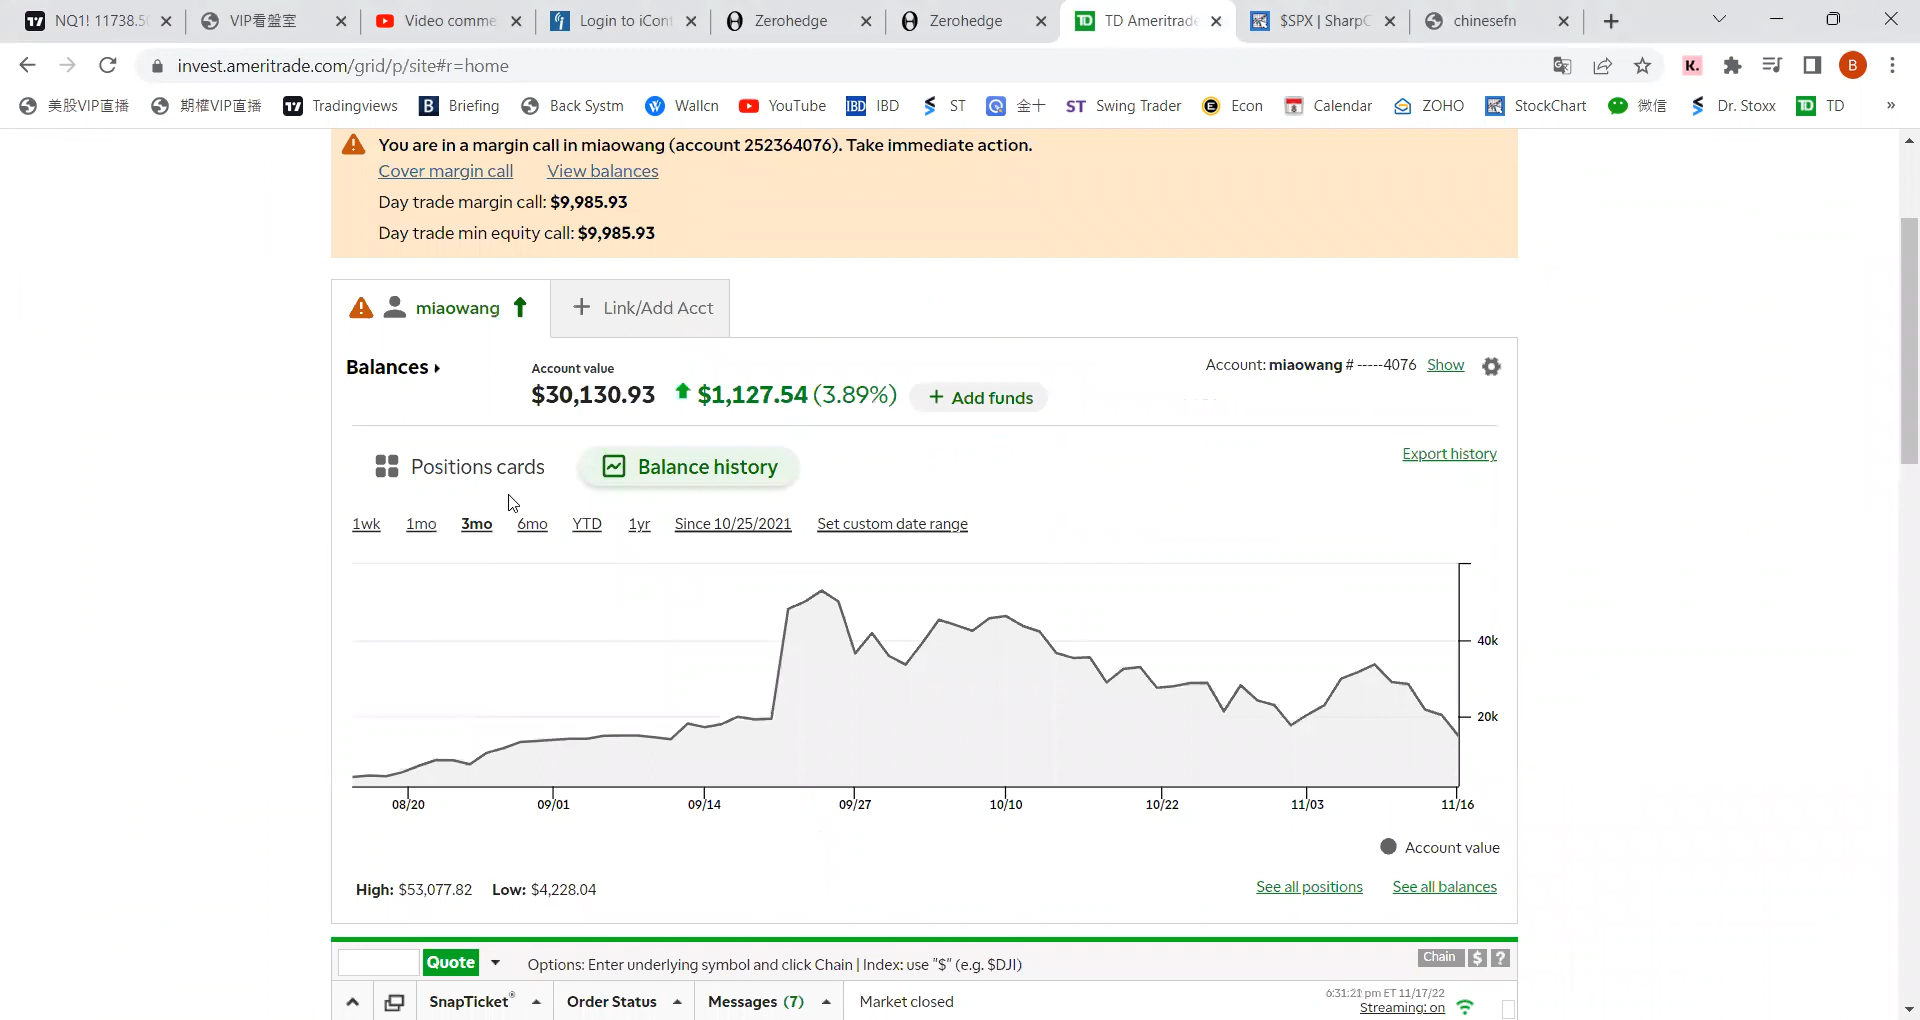 NQ1! 11738.50
VIP看盤室
Video comme
Login to iCont
Zerohedge
Zerohedge
TD Ameritrade
$SPX | SharpC
chinesefn
invest.ameritrade.com/grid/p/site#r=home
K.
B
美股VIP直播
期權VIP直播
Tradingviews
B Briefing
Back Systm
Wallcn
YouTube
IBD IBD
ST
金十
ST Swing Trader
Econ
Calendar
ZOHO
StockChart
微信
Dr. Stoxx
TD TD
»
You are in a margin call in miaowang (account 252364076). Take immediate action.
Cover margin call View balances
Day trade margin call: $9,985.93
Day trade min equity call: $9,985.93
miaowang
+ Link/Add Acct
Balances
Account value
$30,130.93 $1,127.54 (3.89%) + Add funds
Account: miaowang # -----4076 Show
Positions cards
Balance history
Export history
1wk 1mo 3mo 6mo YTD 1yr Since 10/25/2021 Set custom date range
40k
20k
08/20 09/01 09/14 09/27 10/10 10/22 11/03 11/16
Account value
High: $53,077.82 Low: $4,228.04
See all positions See all balances
Quote
Options: Enter underlying symbol and click Chain | Index: use "$" (e.g. $DJI)
Chain $ ?
SnapTicket®
Order Status
Messages (7)
Market closed
6:31:21 pm ET 11/17/22
Streaming: on